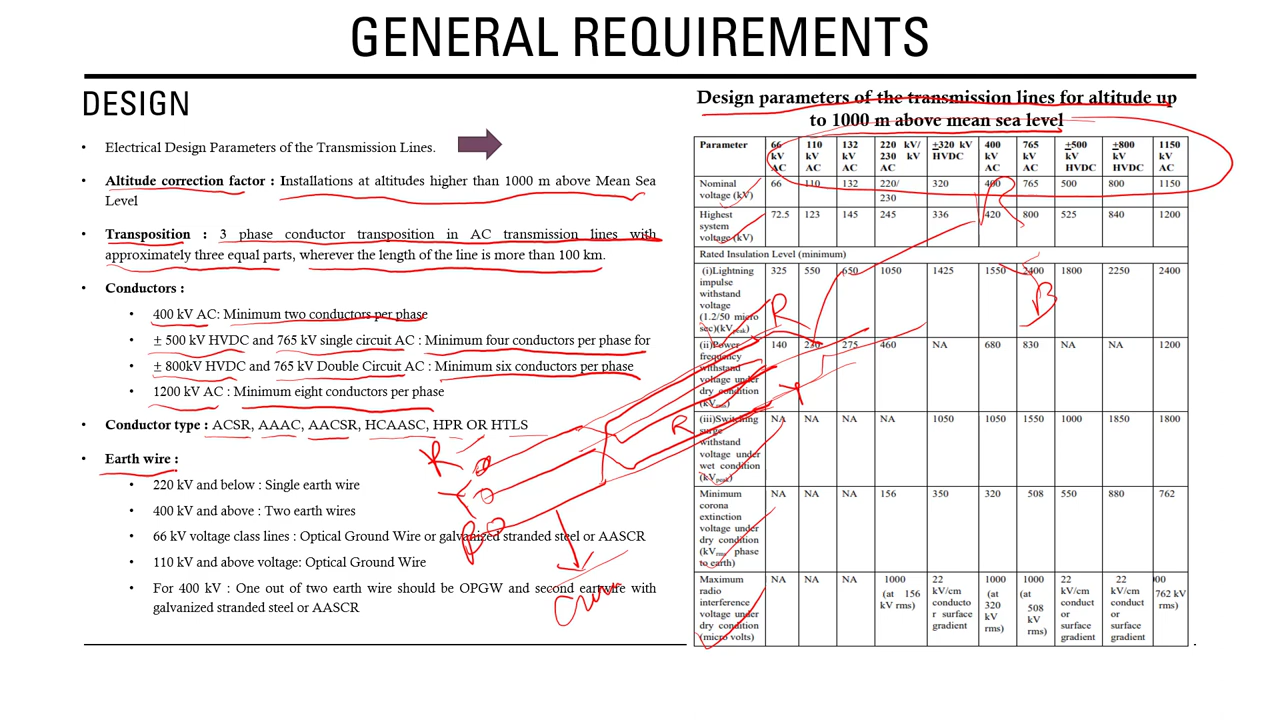 GENERAL REQUIREMENTS
DESIGN
• Electrical Design Parameters of the Transmission Lines.
• Altitude correction factor : Installations at altitudes higher than 1000 m above Mean Sea
Level
• Transposition : 3 phase conductor transposition in AC transmission lines with
approximately three equal parts, wherever the length of the line is more than 100 km.
• Conductors :
• 400 kV AC: Minimum two conductors per phase
• ± 500 kV HVDC and 765 kV single circuit AC : Minimum four conductors per phase for
• ± 800kV HVDC and 765 kV Double Circuit AC : Minimum six conductors per phase
• 1200 kV AC : Minimum eight conductors per phase
• Conductor type : ACSR, AAAC, AACSR, HCAASC, HPR OR HTLS
• Earth wire :
• 220 kV and below : Single earth wire
• 400 kV and above : Two earth wires
• 66 kV voltage class lines : Optical Ground Wire or galvanized stranded steel or AASCR
• 110 kV and above voltage: Optical Ground Wire
• For 400 kV : One out of two earth wire should be OPGW and second eartwire with
galvanized stranded steel or AASCR
R
Y
B
R
R
Y
R
B
Design parameters of the transmission lines for altitude up
to 1000 m above mean sea level
Parameter 66 kV AC 110 kV AC 132 kV AC 220 kV/ 230 kV AC ±320 kV HVDC 400 kV AC 765 kV AC ±500 kV HVDC ±800 kV HVDC 1150 kV AC
Nominal voltage (kV) 66 110 132 220/ 230 320 400 765 500 800 1150
Highest system voltage (kV) 72.5 123 145 245 336 420 800 525 840 1200
Rated Insulation Level (minimum)
(i)Lightning impulse withstand voltage (1.2/50 micro sec)(kVpeak) 325 550 650 1050 1425 1550 2400 1800 2250 2400
(ii)Power frequency withstand voltage under dry condition (kVrms) 140 230 275 460 NA 680 830 NA NA 1200
(iii)Switching surge withstand voltage under wet condition (kVpeak) NA NA NA NA 1050 1050 1550 1000 1850 1800
Minimum corona extinction voltage under dry condition (kVrms phase to earth) NA NA NA 156 350 320 508 550 880 762
Maximum radio interference voltage under dry condition (micro volts) NA NA NA 1000 (at 156 kV rms) 22 kV/cm conducto r surface gradient 1000 (at 320 kV rms) 1000 (at 508 kV rms) 22 kV/cm conduct or surface gradient 22 kV/cm conduct or surface gradient 00 762 kV rms)